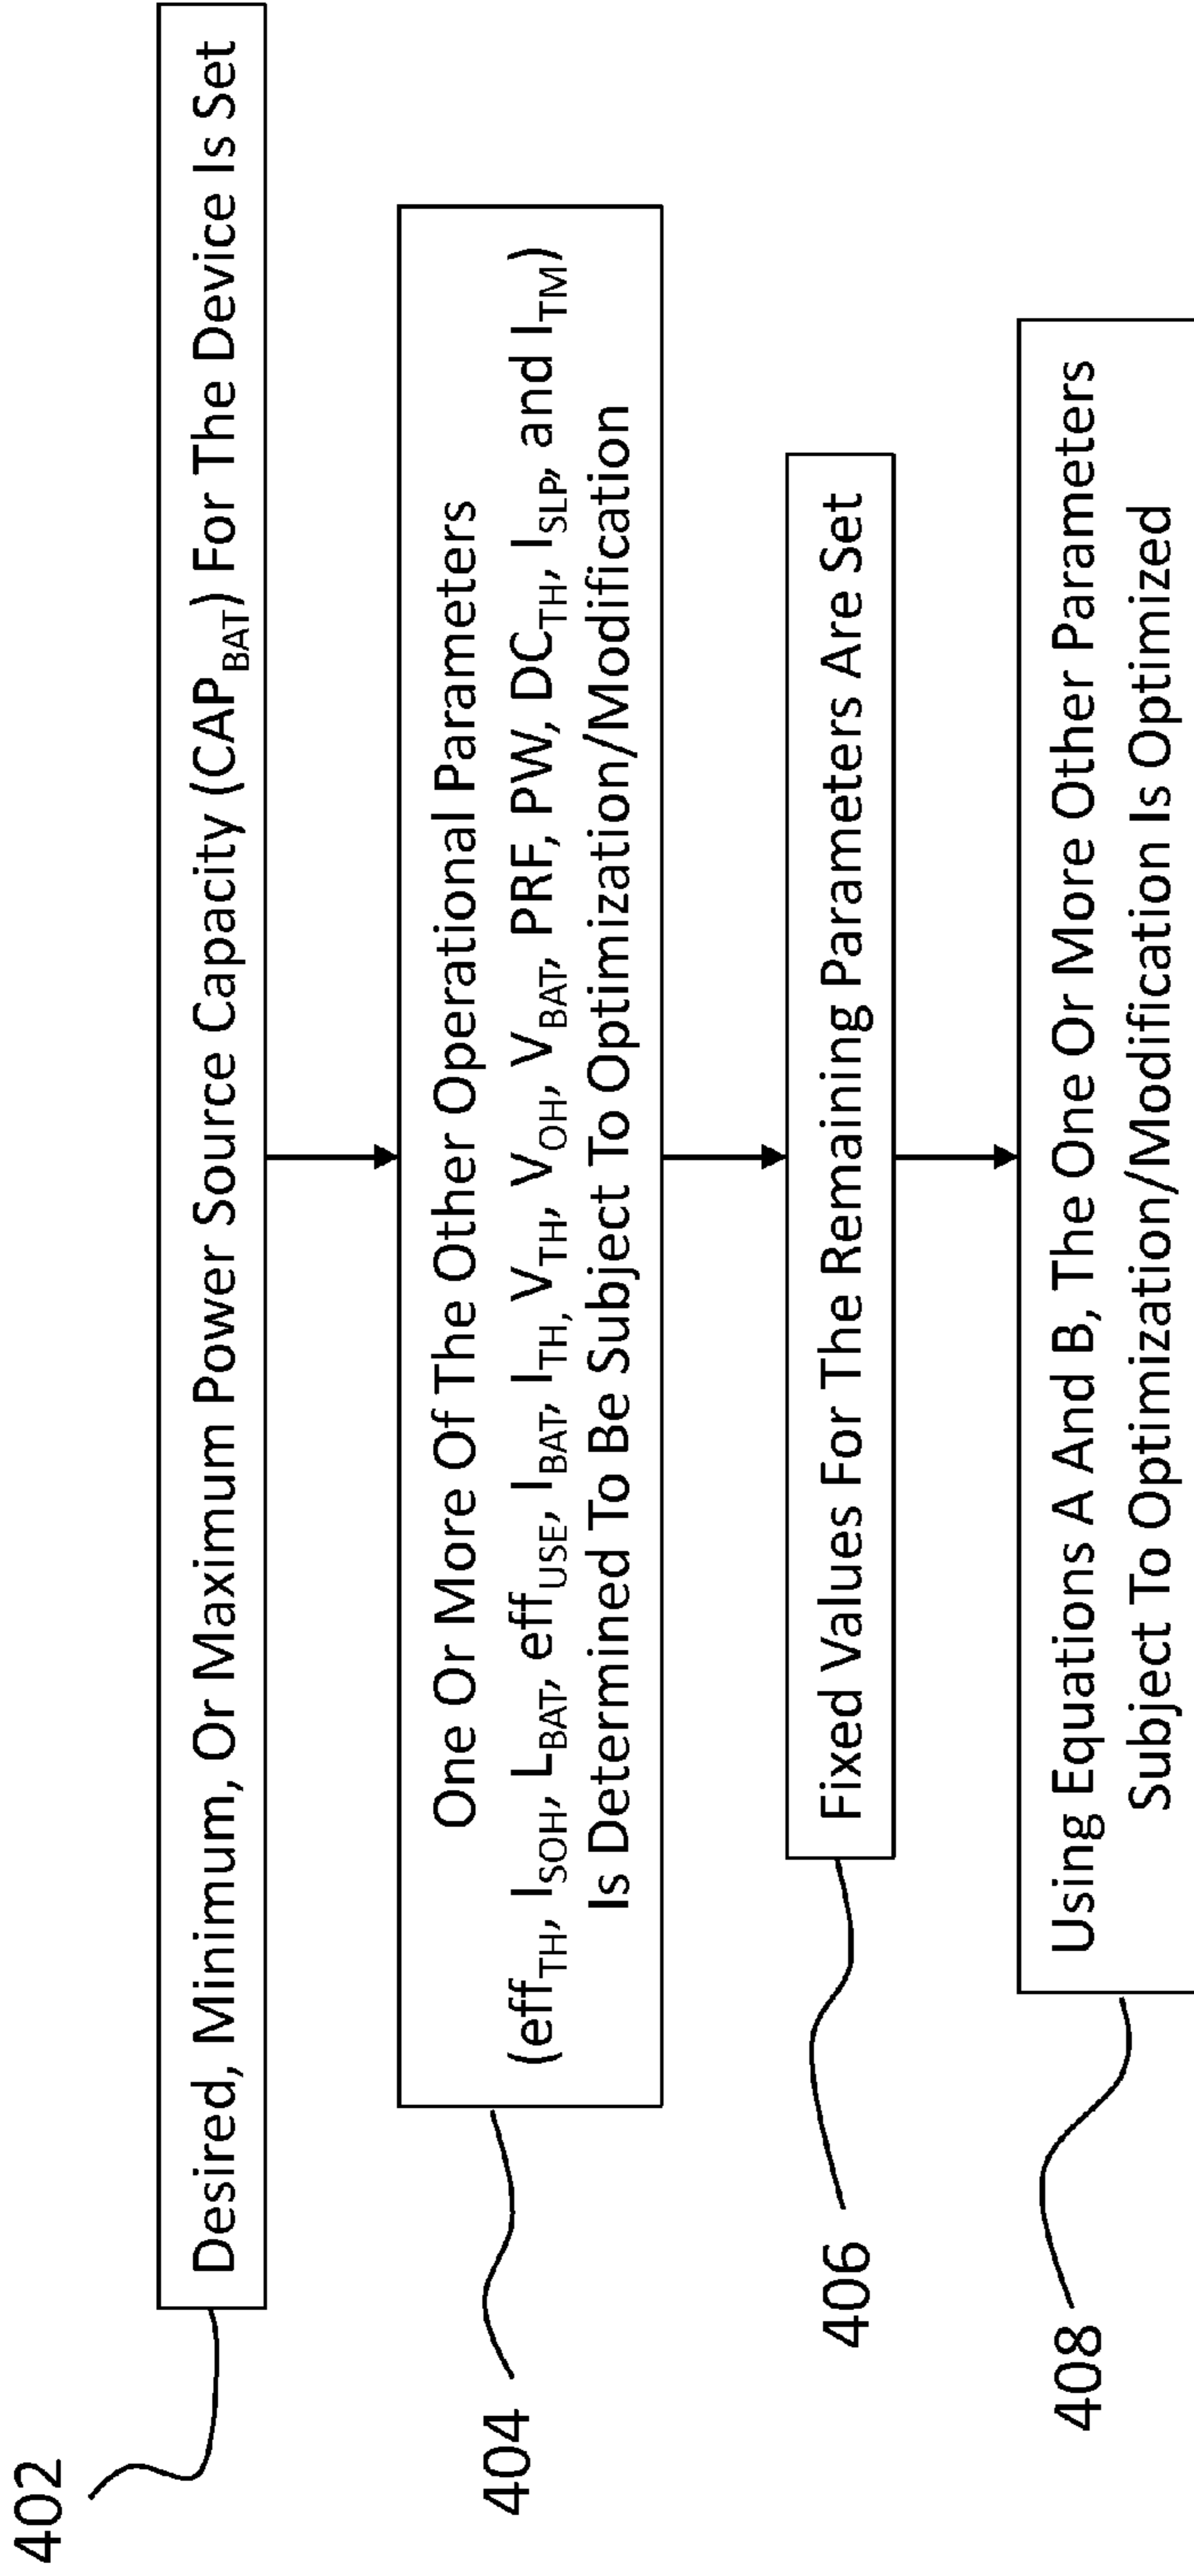 402
Desired, Minimum, Or Maximum Power Source Capacity (CAP_BAT) For The Device Is Set
404
One Or More Of The Other Operational Parameters
(eff_TH, I_SOH, L_BAT, eff_USE, I_BAT, I_TH, V_TH, V_OH, V_BAT, PRF, PW, DC_TH, I_SLP, and I_TM)
Is Determined To Be Subject To Optimization/Modification
406
Fixed Values For The Remaining Parameters Are Set
408
Using Equations A And B, The One Or More Other Parameters
Subject To Optimization/Modification Is Optimized